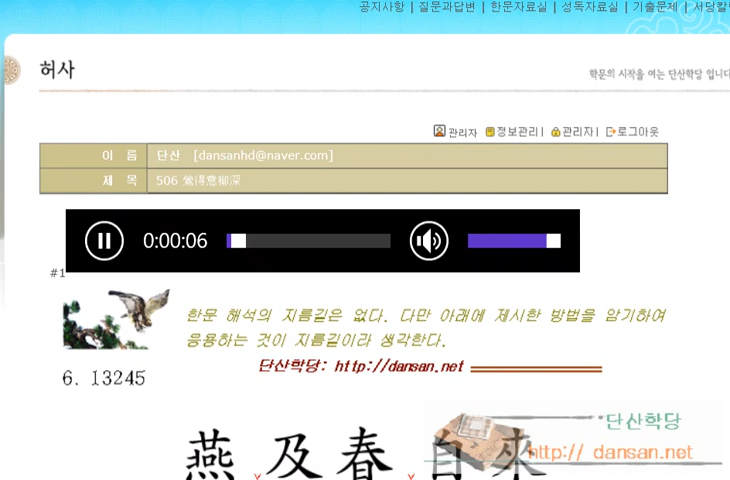 공지사항 | 질문과답변 | 한문자료실 | 성독자료실 | 기출문제 | 서당칼
허사
학문의 시작을 여는 단산학당 입니다
관리자 정보관리| 관리자| 로그아웃
이 름 단산 [dansanhd@naver.com]
제 목 506 鶯得意柳深
0:00:06
#1
한문 해석의 지름길은 없다. 다만 아래에 제시한 방법을 암기하여
응용하는 것이 지름길이라 생각한다.
단산학당: http://dansan.net
6. 13245
燕及春自來
단산학당
http:// dansan.net